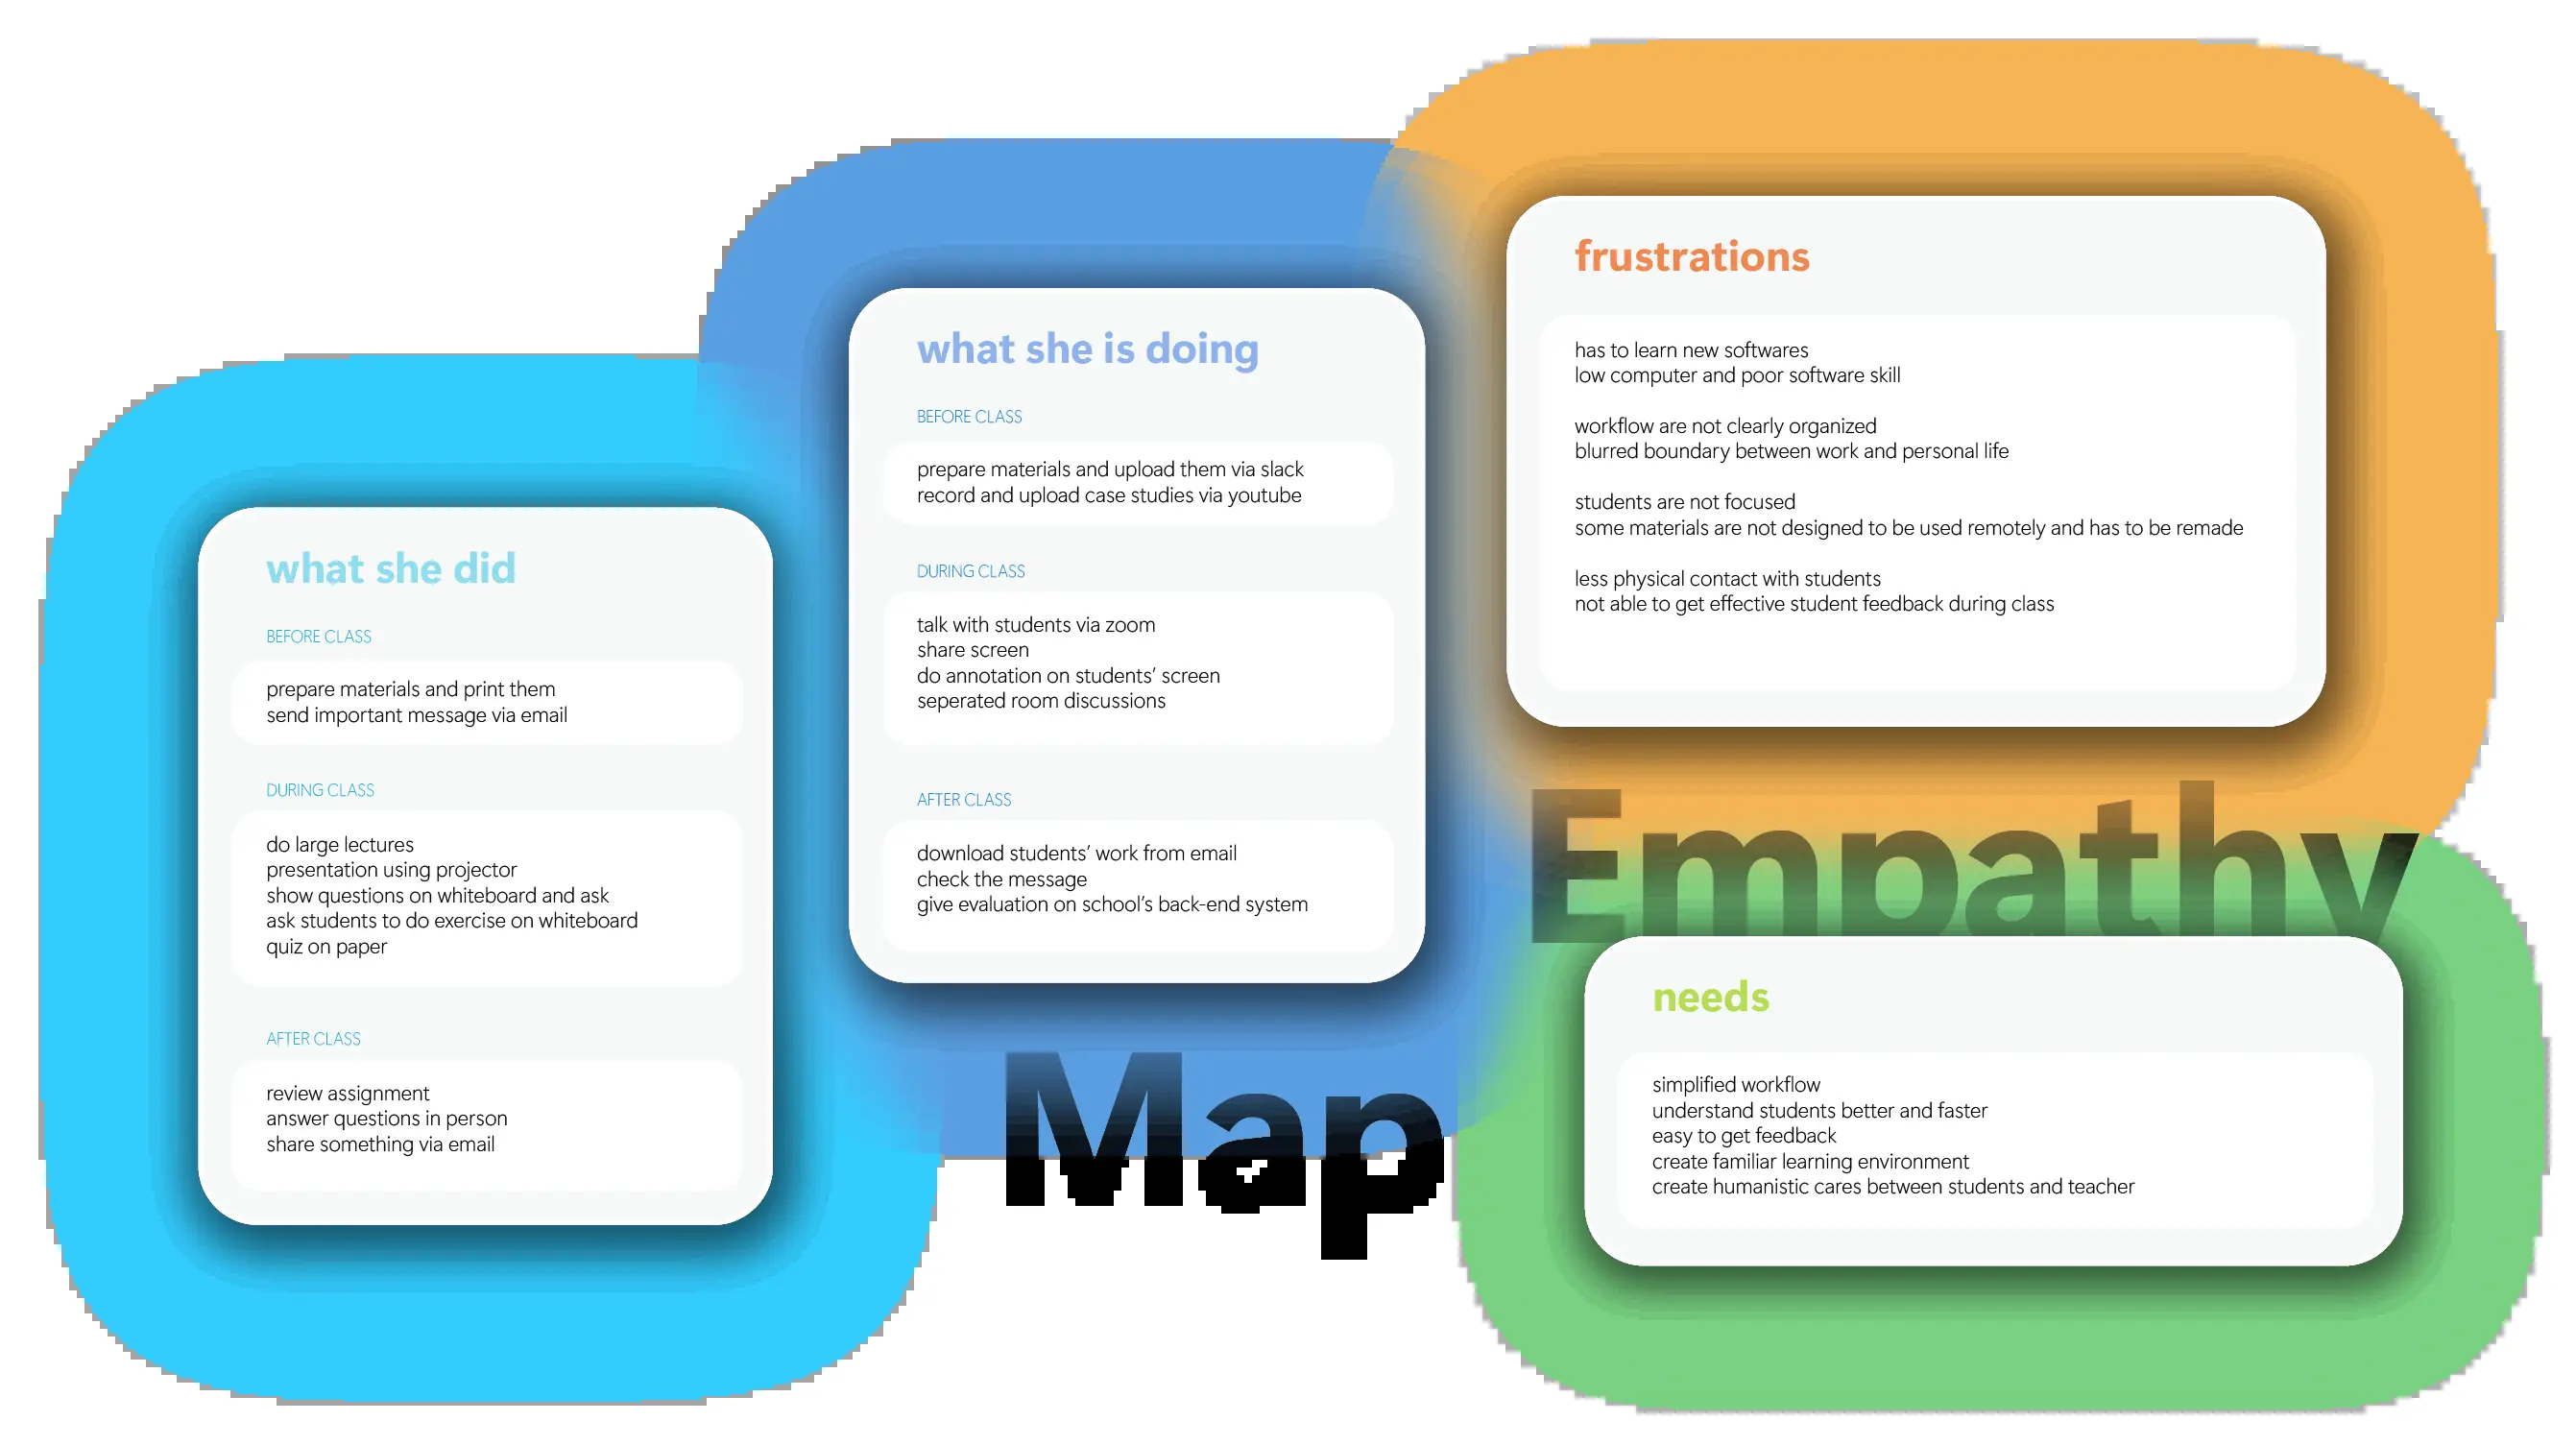 what she did
BEFORE CLASS
prepare materials and print them
send important message via email
DURING CLASS
do large lectures
presentation using projector
show questions on whiteboard and ask
ask students to do exercise on whiteboard
quiz on paper
AFTER CLASS
review assignment
answer questions in person
share something via email
what she is doing
BEFORE CLASS
prepare materials and upload them via slack
record and upload case studies via youtube
DURING CLASS
talk with students via zoom
share screen
do annotation on students’ screen
seperated room discussions
AFTER CLASS
download students’ work from email
check the message
give evaluation on school’s back-end system
frustrations
has to learn new softwares
low computer and poor software skill
workflow are not clearly organized
blurred boundary between work and personal life
students are not focused
some materials are not designed to be used remotely and has to be remade
less physical contact with students
not able to get effective student feedback during class
Empathy
Map
needs
simplified workflow
understand students better and faster
easy to get feedback
create familiar learning environment
create humanistic cares between students and teacher